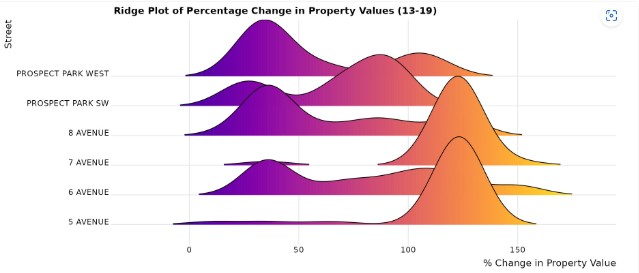 Ridge Plot of Percentage Change in Property Values (13-19)
Street
PROSPECT PARK WEST
PROSPECT PARK SW
8 AVENUE
7 AVENUE
6 AVENUE
5 AVENUE
0 50 100 150
% Change in Property Value